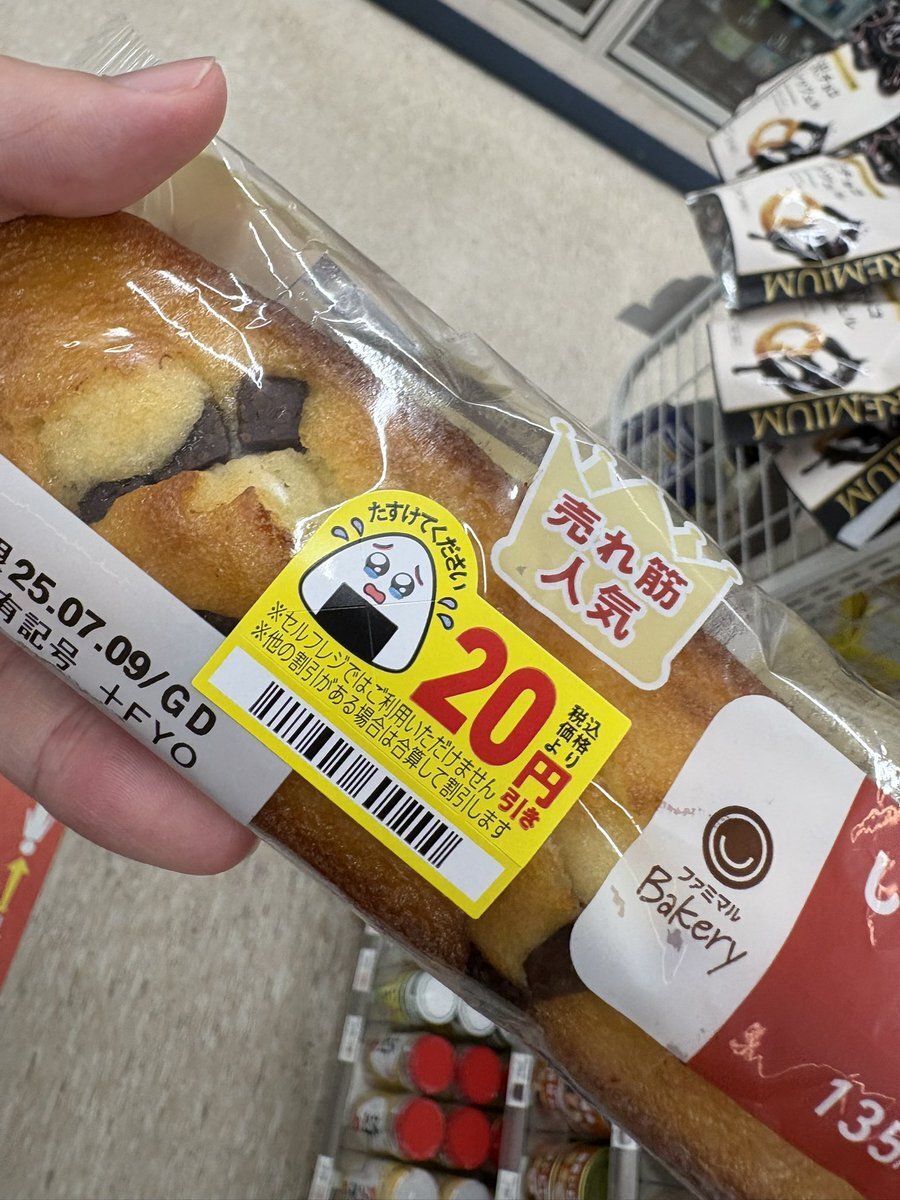 たすけてください
20円引き
税込価格より
※セルフレジではご利用いただけません
※他の割引がある場合は合算して割引します
売れ筋
人気
25.07.09/GD
有記号
+FYO
ファミマル
Bakery
し
135
PREMIUM
REMIUM
REMIUM